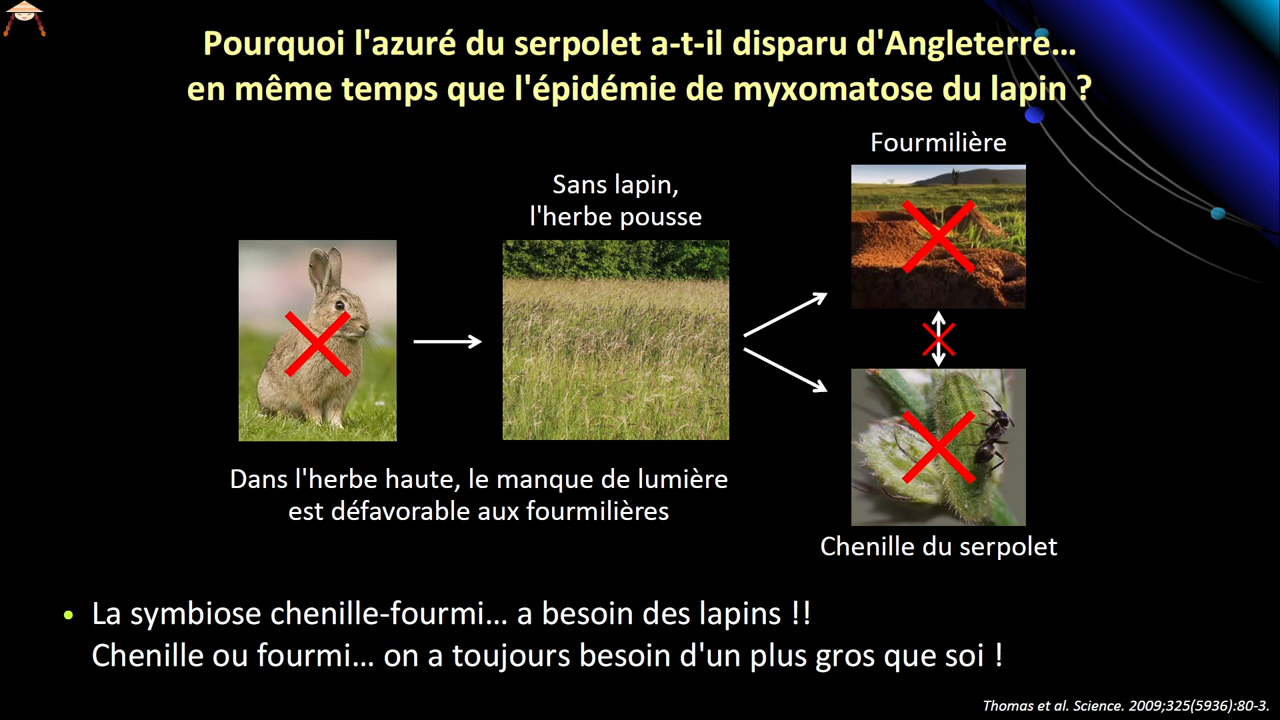 Pourquoi l'azuré du serpolet a-t-il disparu d'Angleterre…
en même temps que l'épidémie de myxomatose du lapin ?
Fourmilière
Sans lapin,
l'herbe pousse
Dans l'herbe haute, le manque de lumière
est défavorable aux fourmilières
Chenille du serpolet
• La symbiose chenille-fourmi… a besoin des lapins !!
Chenille ou fourmi… on a toujours besoin d'un plus gros que soi !
Thomas et al. Science. 2009;325(5936):80-3.